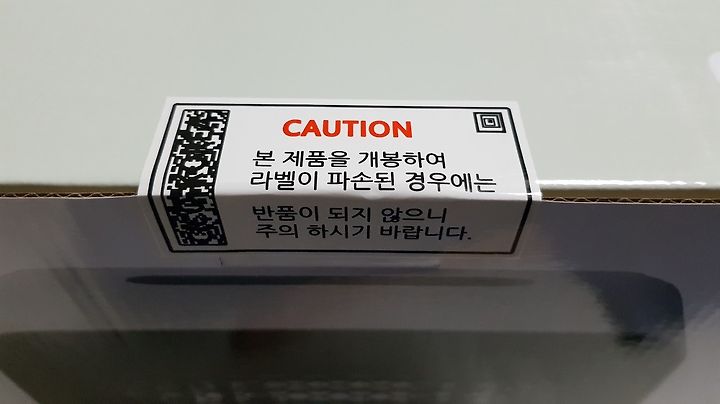 CAUTION
본 제품을 개봉하여
라벨이 파손된 경우에는
반품이 되지 않으니
주의 하시기 바랍니다.